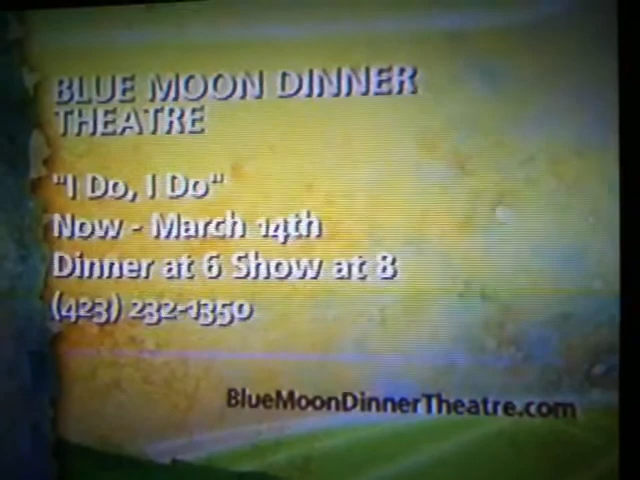 BLUE MOON DINNER
THEATRE
"I Do, I Do"
Now - March 14th
Dinner at 6 Show at 8
(423) 232-1350
BlueMoonDinnerTheatre.com